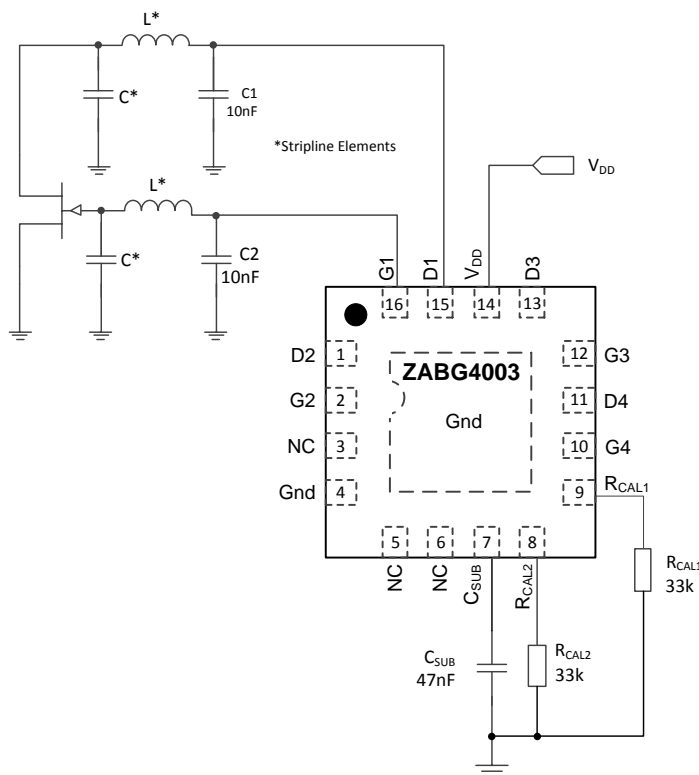 L*
C*
C1
10nF
*Stripline Elements
V_DD
L*
C*
C2
10nF
G1
D1
V_DD
D3
16
15
14
13
D2
1
ZABG4003
12
G3
G2
2
Gnd
11
D4
NC
3
10
G4
Gnd
4
9
R_CAL1
5
6
7
8
NC
NC
C_SUB
R_CAL2
R_CAL1
33k
C_SUB
47nF
R_CAL2
33k